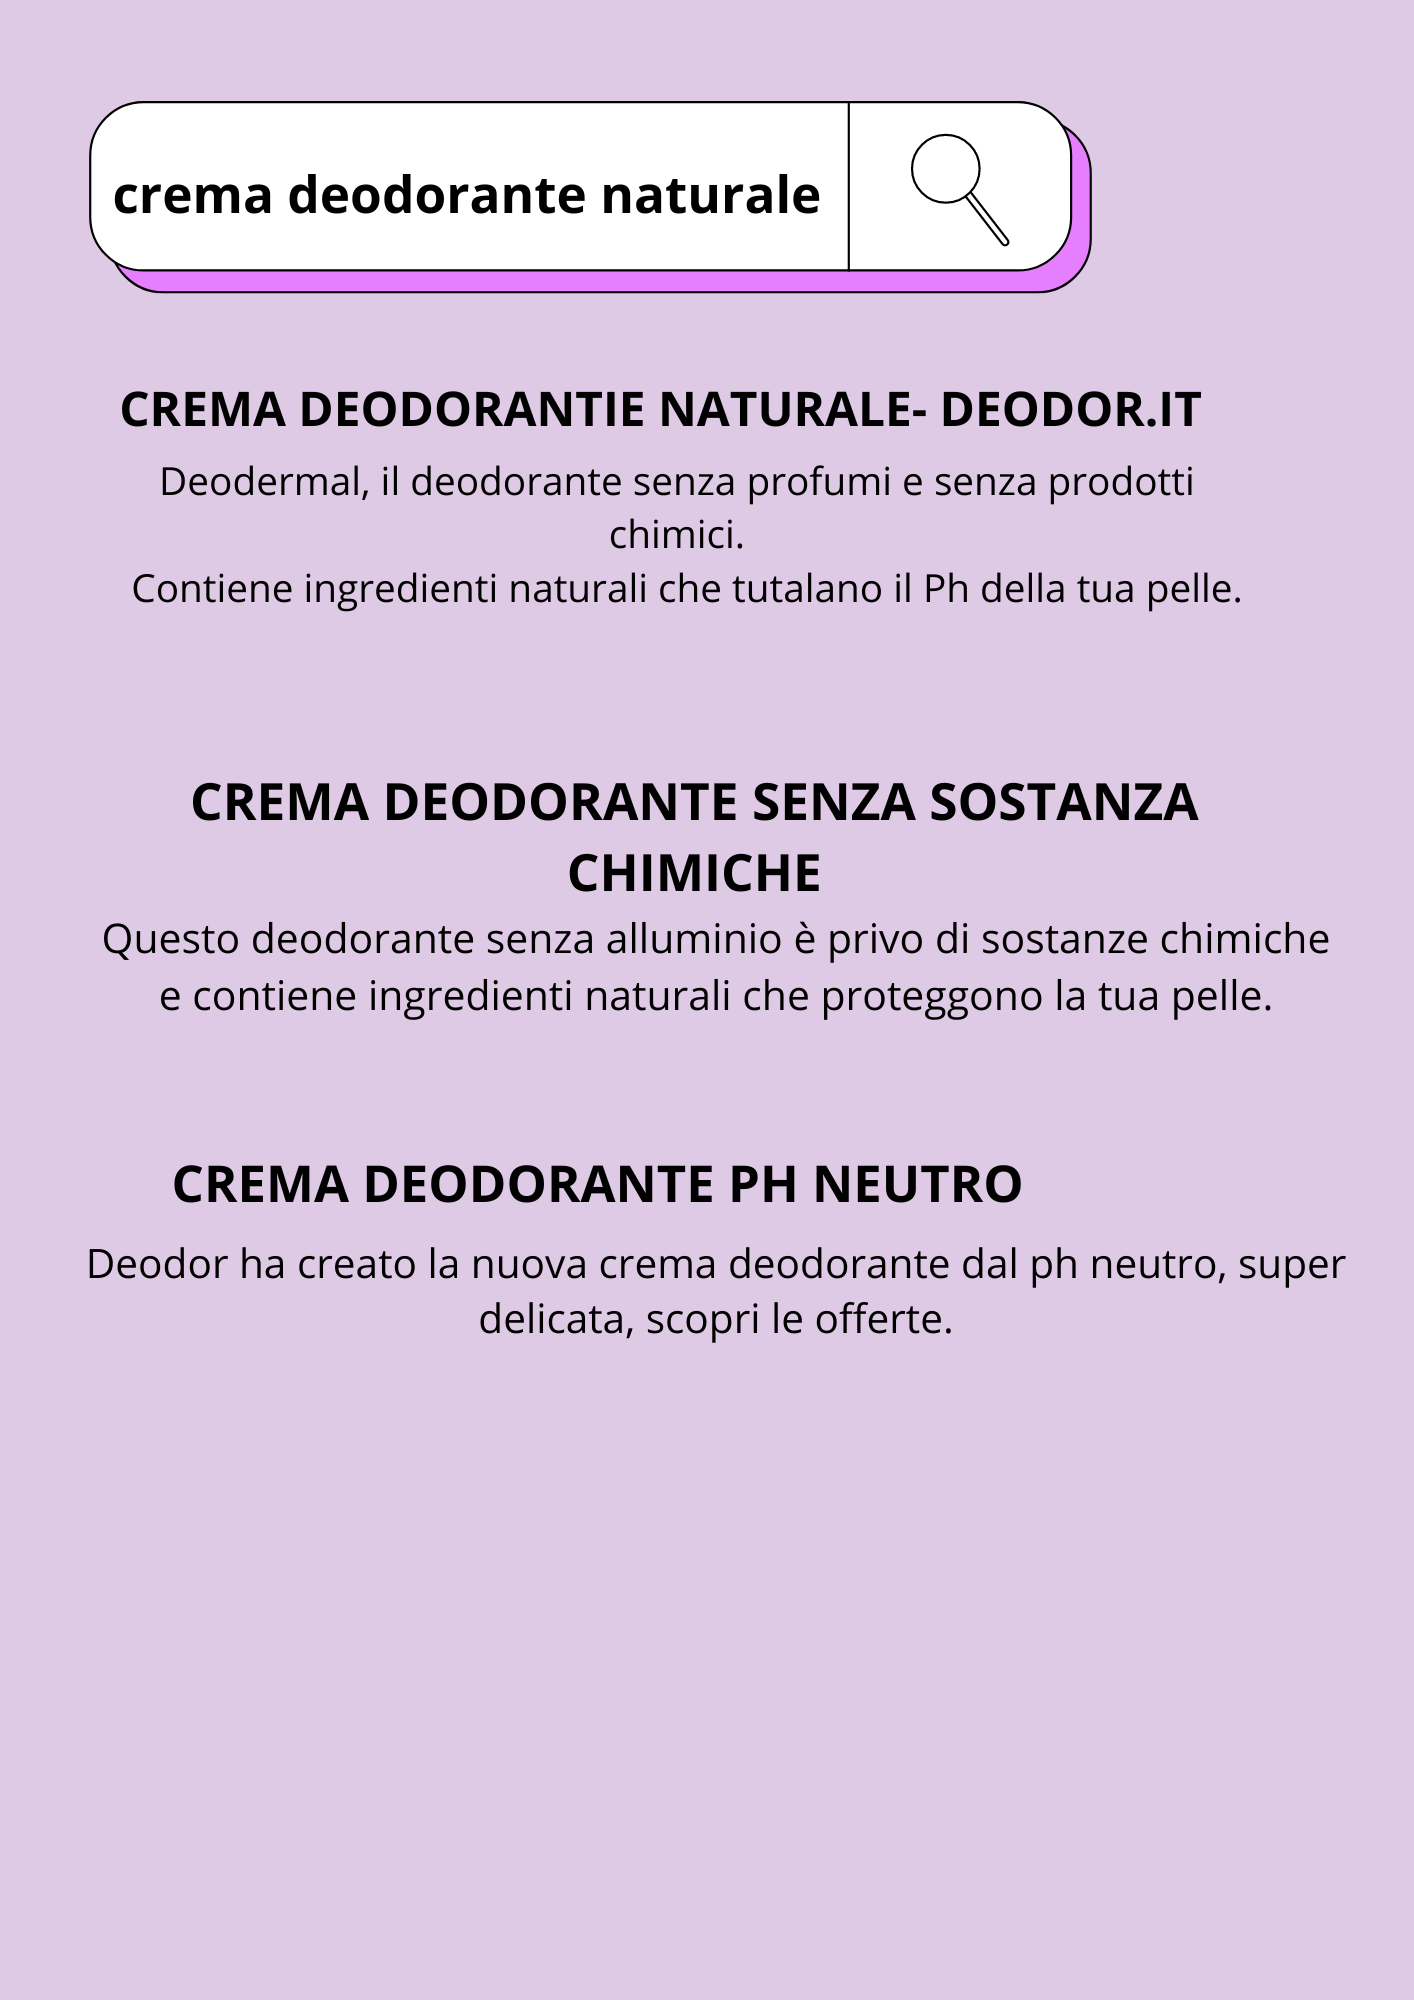 crema deodorante naturale
CREMA DEODORANTIE NATURALE- DEODOR.IT
Deodermal, il deodorante senza profumi e senza prodotti
chimici.
Contiene ingredienti naturali che tutalano il Ph della tua pelle.
CREMA DEODORANTE SENZA SOSTANZA
CHIMICHE
Questo deodorante senza alluminio è privo di sostanze chimiche
e contiene ingredienti naturali che proteggono la tua pelle.
CREMA DEODORANTE PH NEUTRO
Deodor ha creato la nuova crema deodorante dal ph neutro, super
delicata, scopri le offerte.